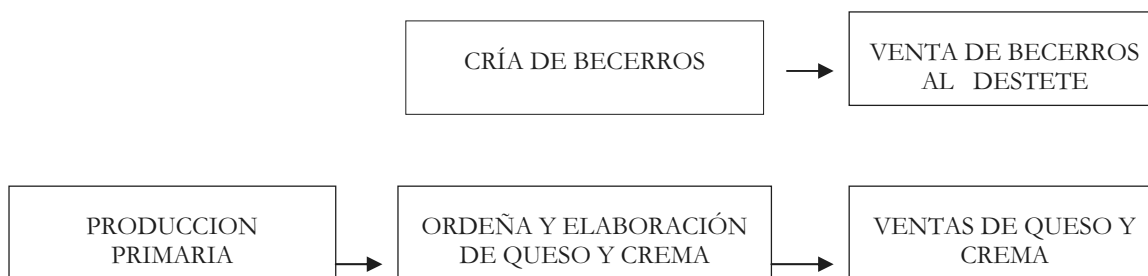 CRÍA DE BECERROS
VENTA DE BECERROS
AL DESTETE
PRODUCCION
PRIMARIA
ORDEÑA Y ELABORACIÓN
DE QUESO Y CREMA
VENTAS DE QUESO Y
CREMA